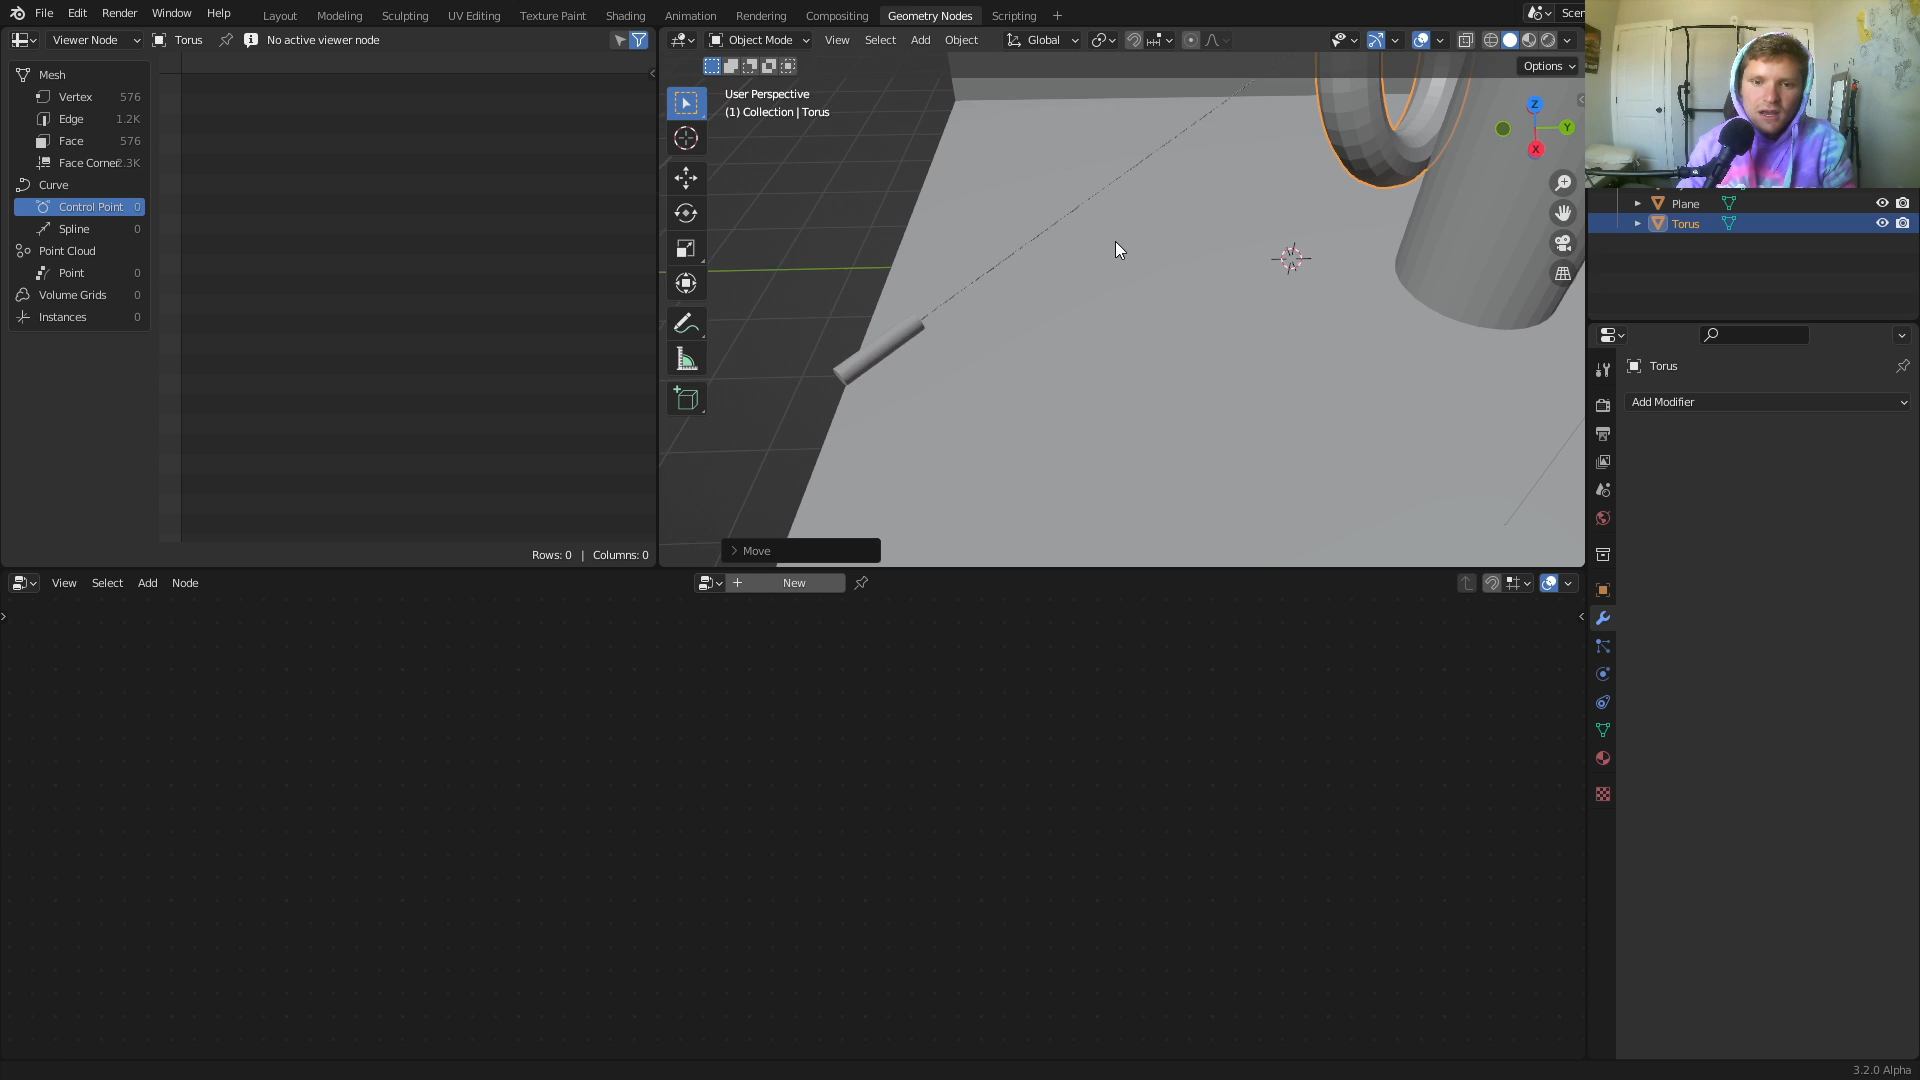 File Edit Render Window Help
Layout Modeling Sculpting UV Editing Texture Paint Shading Animation Rendering Compositing Geometry Nodes Scripting +
Scen
Viewer Node Torus No active viewer node
Object Mode View Select Add Object Global
Options
Mesh
Vertex 576
Edge 1.2K
Face 576
Face Corne 2.3K
Curve
Control Point 0
Spline 0
Point Cloud
Point 0
Volume Grids 0
Instances 0
Rows: 0 | Columns: 0
User Perspective
(1) Collection | Torus
Z
Y
X
Move
Plane
Torus
Torus
Add Modifier
View Select Add Node
New
3.2.0 Alpha